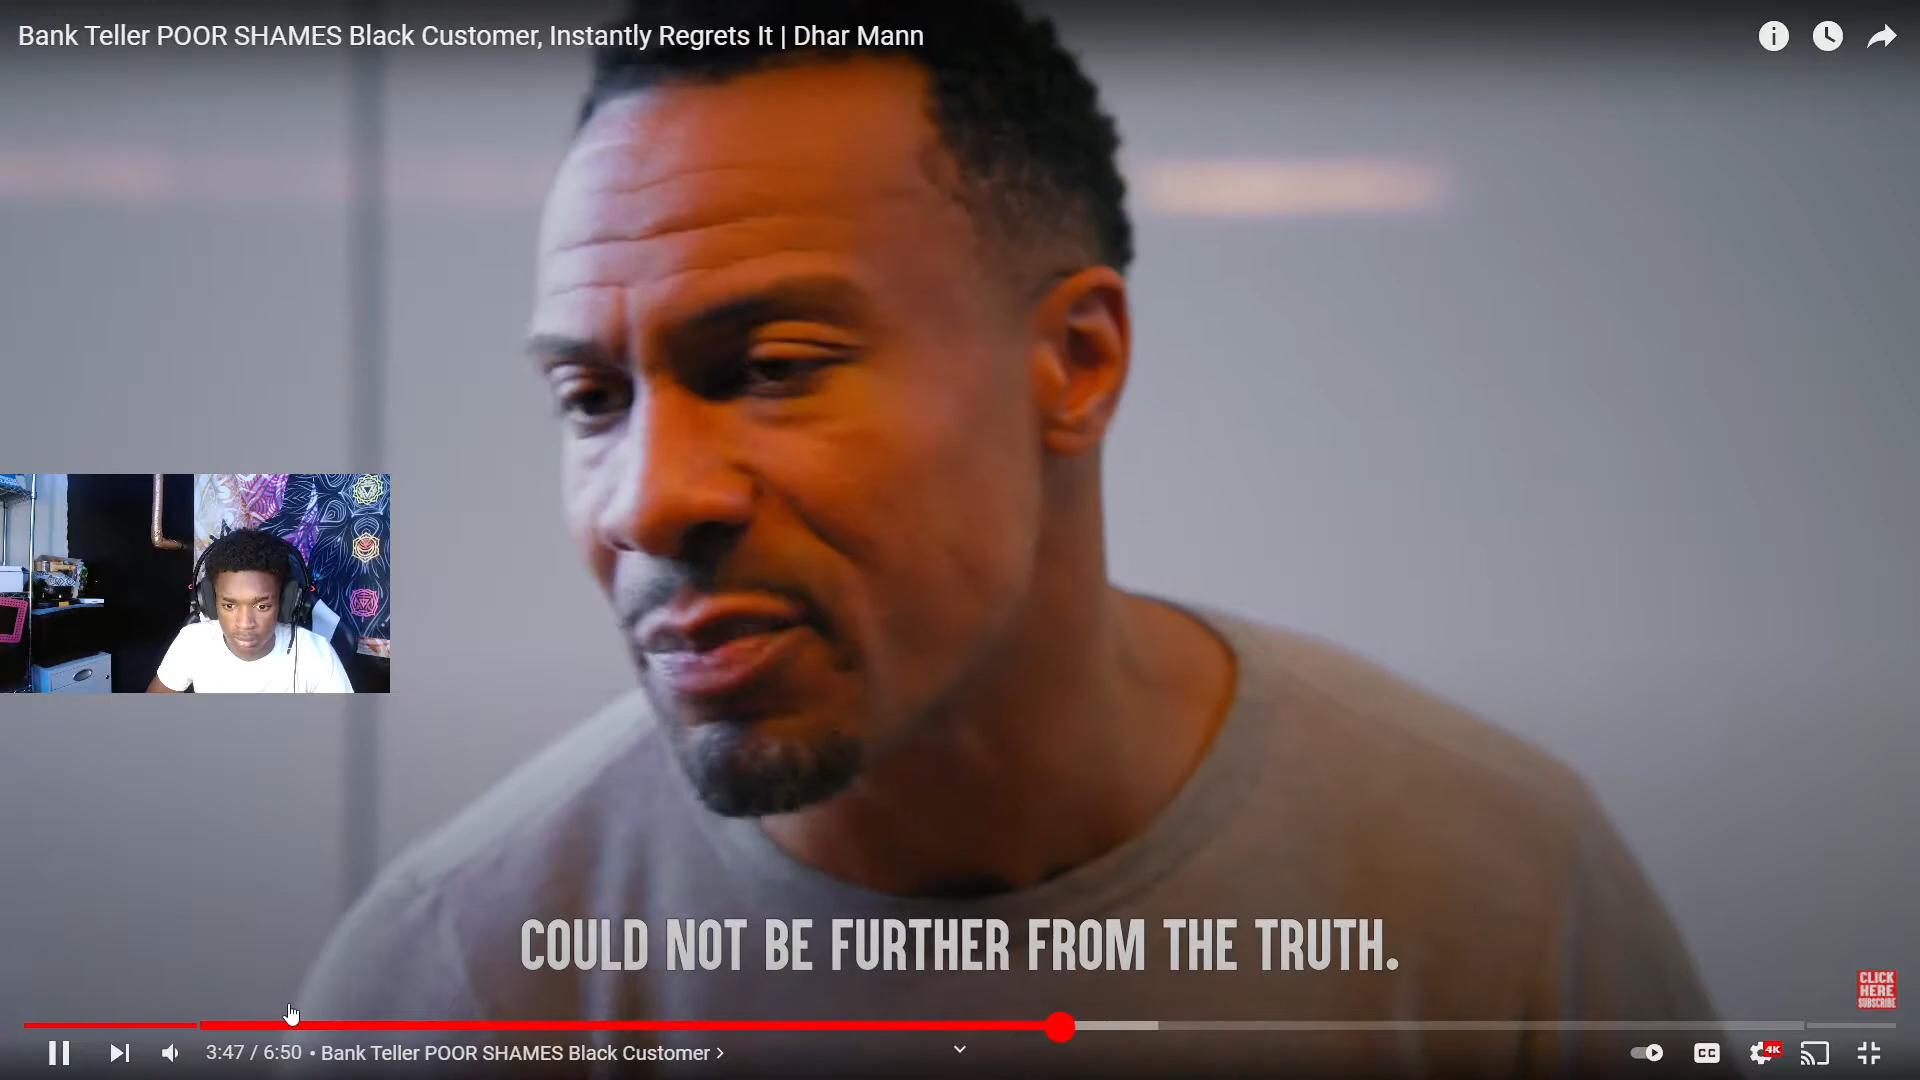 Bank Teller POOR SHAMES Black Customer, Instantly Regrets It | Dhar Mann
COULD NOT BE FURTHER FROM THE TRUTH.
CLICK
HERE
SUBSCRIBE
3:47 / 6:50 • Bank Teller POOR SHAMES Black Customer
CC
4K